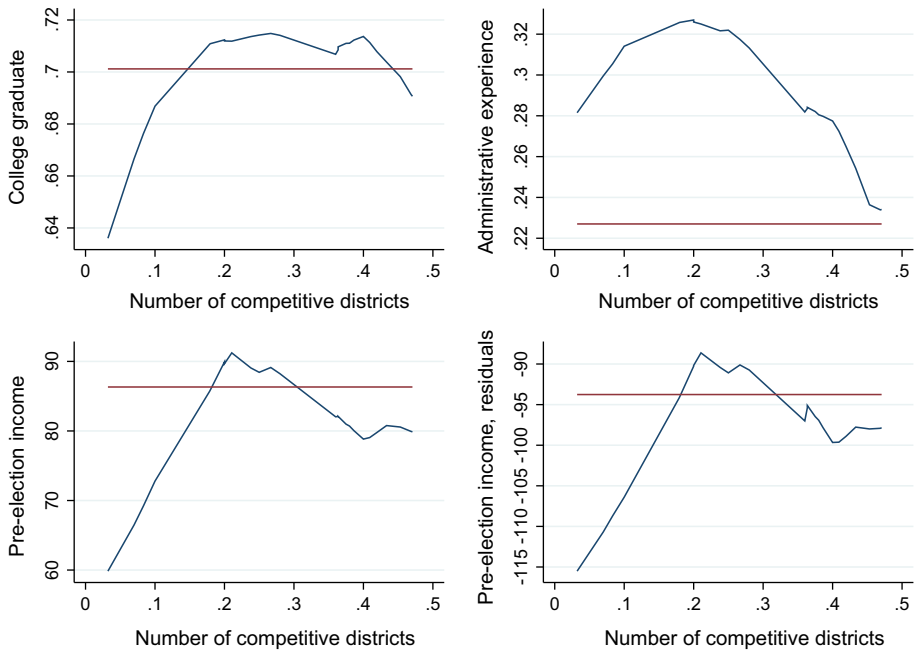 College graduate
.72
.7
.68
.66
.64
0 .1 .2 .3 .4 .5
Number of competitive districts
Administrative experience
.32
.3
.28
.26
.24
.22
0 .1 .2 .3 .4 .5
Number of competitive districts
Pre-election income
90
80
70
60
0 .1 .2 .3 .4 .5
Number of competitive districts
Pre-election income, residuals
-90
-95
-100
-105
-110
-115
0 .1 .2 .3 .4 .5
Number of competitive districts